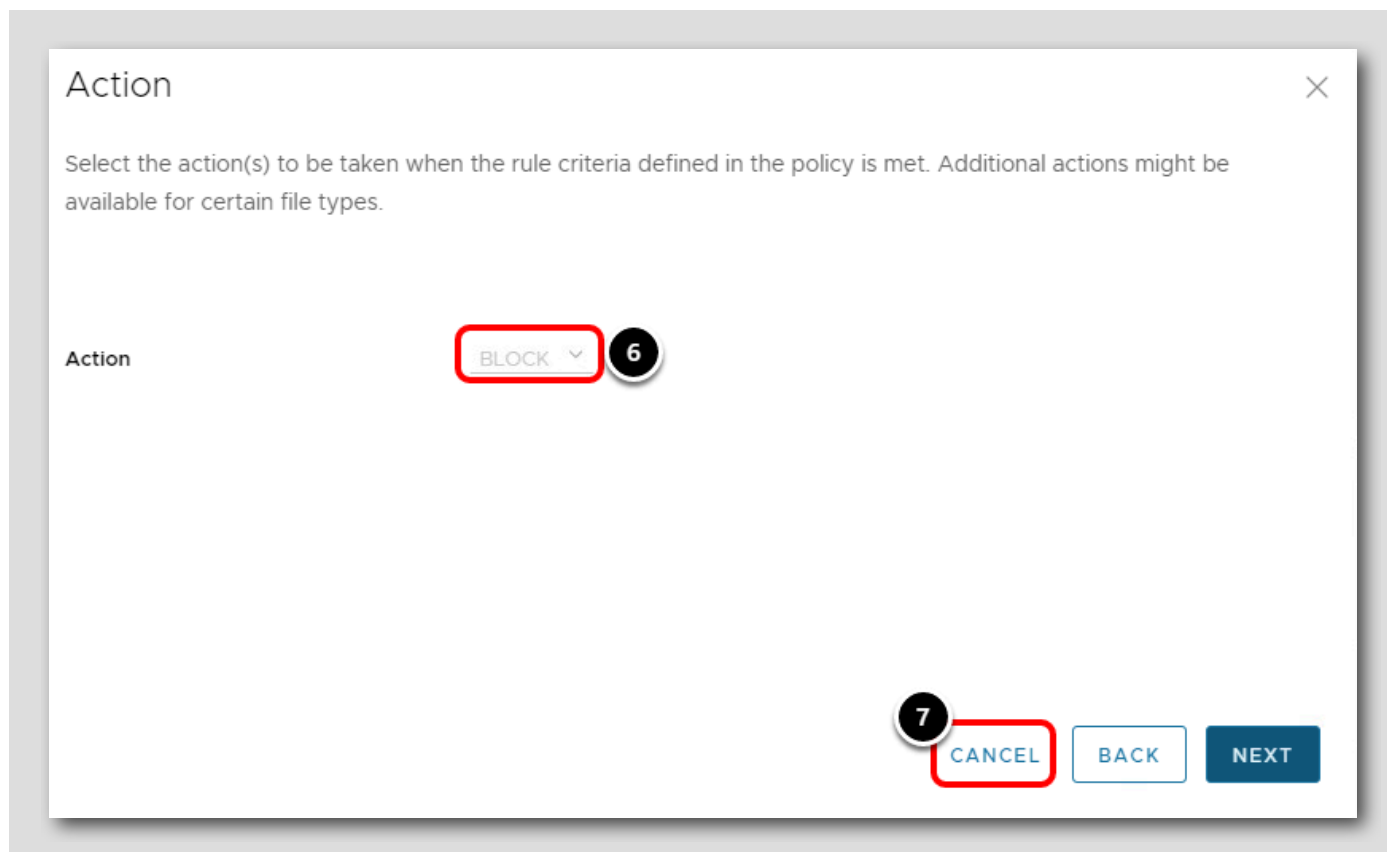 Action
Select the action(s) to be taken when the rule criteria defined in the policy is met. Additional actions might be
available for certain file types.
Action
BLOCK
6
7
CANCEL
BACK
NEXT